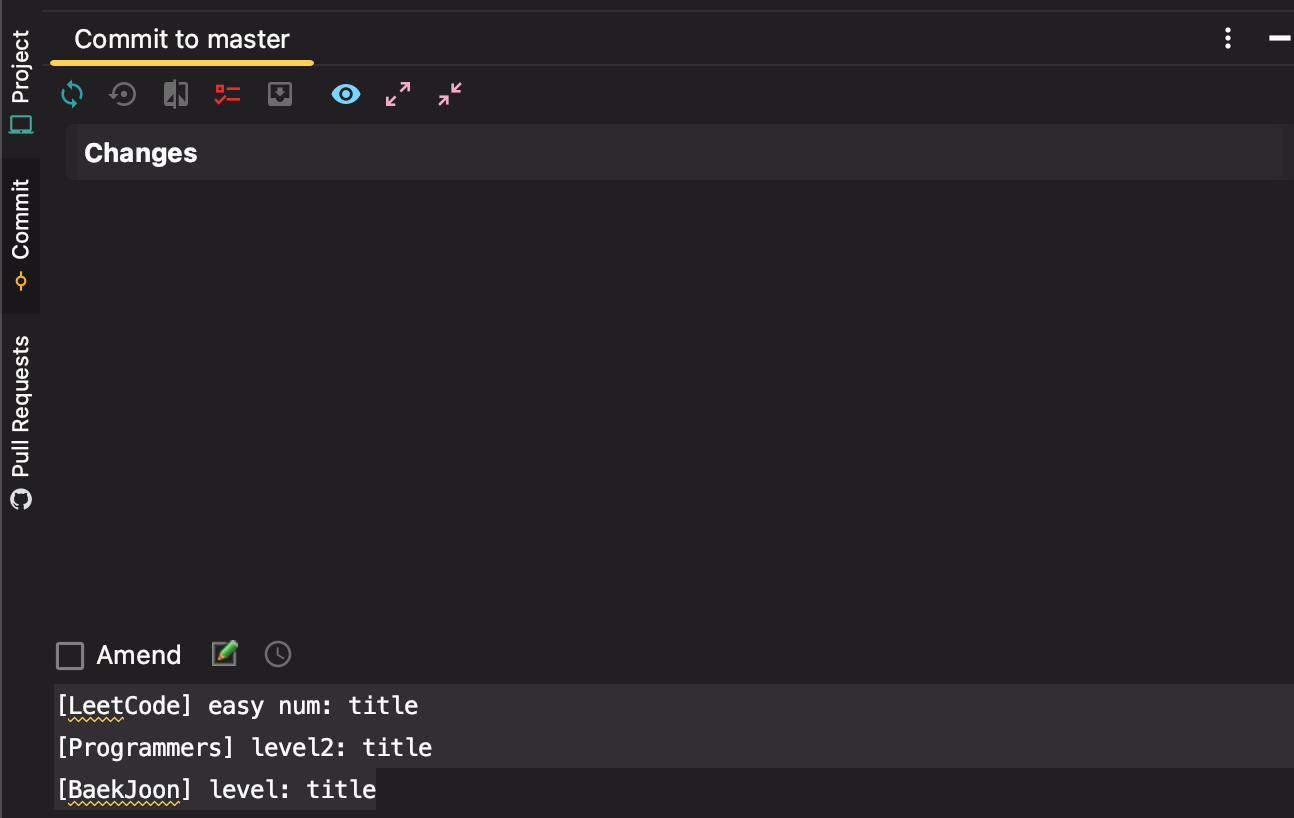 Project
Commit
Pull Requests
Commit to master
Changes
Amend
[LeetCode] easy num: title
[Programmers] level2: title
[BaekJoon] level: title